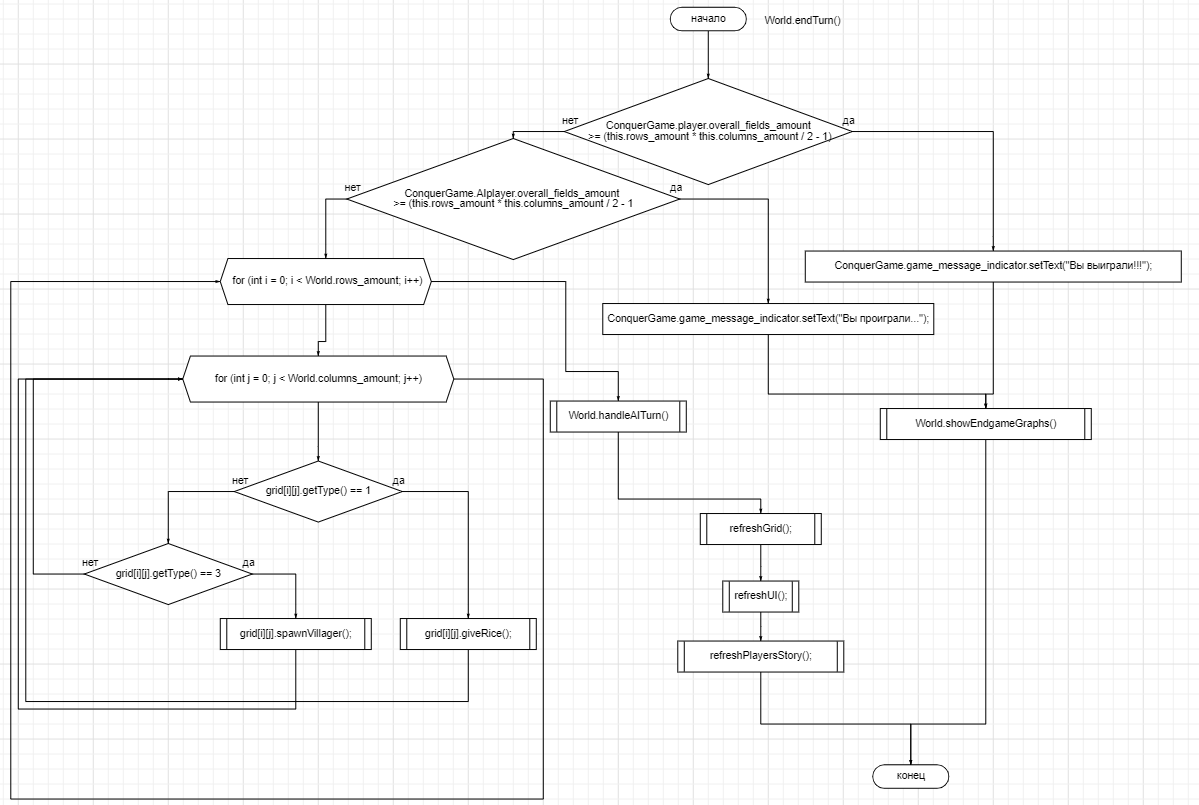 начало
World.endTurn()
нет
да
ConquerGame.player.overall_fields_amount
>= (this.rows_amount * this.columns_amount / 2 - 1)
нет
да
ConquerGame.AIplayer.overall_fields_amount
>= (this.rows_amount * this.columns_amount / 2 - 1
ConquerGame.game_message_indicator.setText("Вы выиграли!!!");
for (int i = 0; i < World.rows_amount; i++)
ConquerGame.game_message_indicator.setText("Вы проиграли...");
for (int j = 0; j < World.columns_amount; j++)
World.handleAITurn()
World.showEndgameGraphs()
нет
да
grid[i][j].getType() == 1
refreshGrid();
нет
да
grid[i][j].getType() == 3
refreshUI();
grid[i][j].spawnVillager();
grid[i][j].giveRice();
refreshPlayersStory();
конец